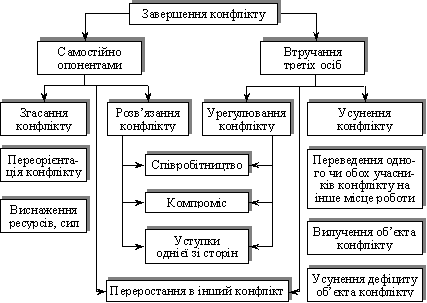 Завершення конфлікту
Самостійно
опонентами
Втручання
третіх осіб
Згасання
конфлікту
Розв’язання
конфлікту
Урегулювання
конфлікту
Усунення
конфлікту
Переорієнта-
ція конфлікту
Виснаження
ресурсів, сил
Співробітництво
Компроміс
Уступки
однієї зі сторін
Переведення одно-
го чи обох учасни-
ків конфлікту на
інше місце роботи
Вилучення об’єкта
конфлікту
Усунення дефіциту
об’єкта конфлікту
Переростання в інший конфлікт